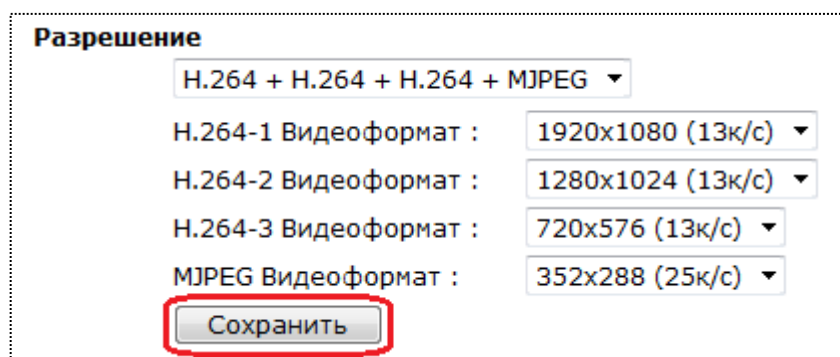 Разрешение
H.264 + H.264 + H.264 + MJPEG
H.264-1 Видеоформат : 1920x1080 (13к/с)
H.264-2 Видеоформат : 1280x1024 (13к/с)
H.264-3 Видеоформат : 720x576 (13к/с)
MJPEG Видеоформат : 352x288 (25к/с)
Сохранить